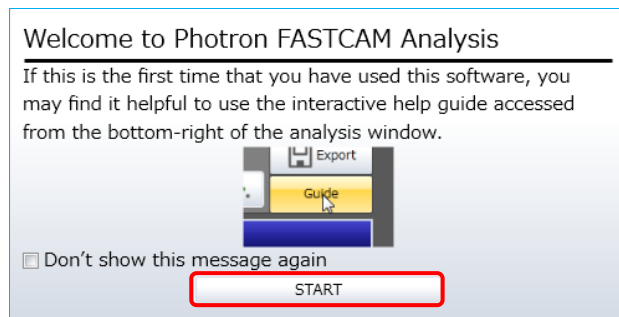 Welcome to Photron FASTCAM Analysis
If this is the first time that you have used this software, you
may find it helpful to use the interactive help guide accessed
from the bottom-right of the analysis window.
Export
Guide
Don't show this message again
START